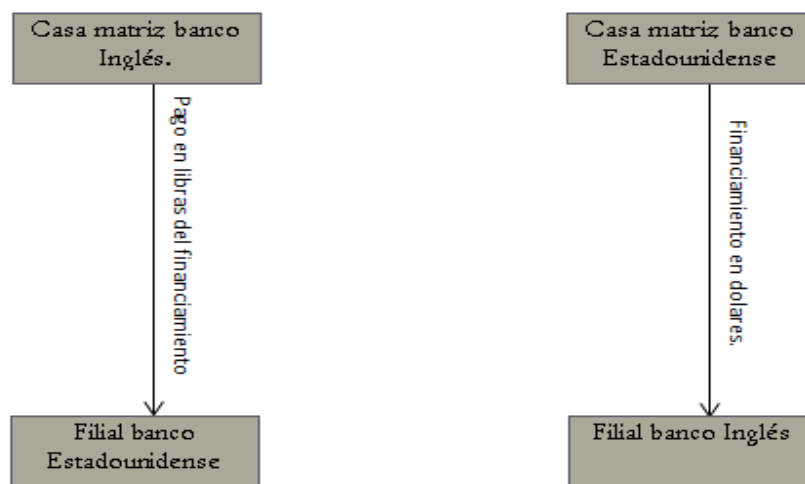 Casa matriz banco
Inglés.
Casa matriz banco
Estadounidense
Pago en libras del financiamiento
Financiamiento en dolares.
Filial banco
Estadounidense
Filial banco Inglés